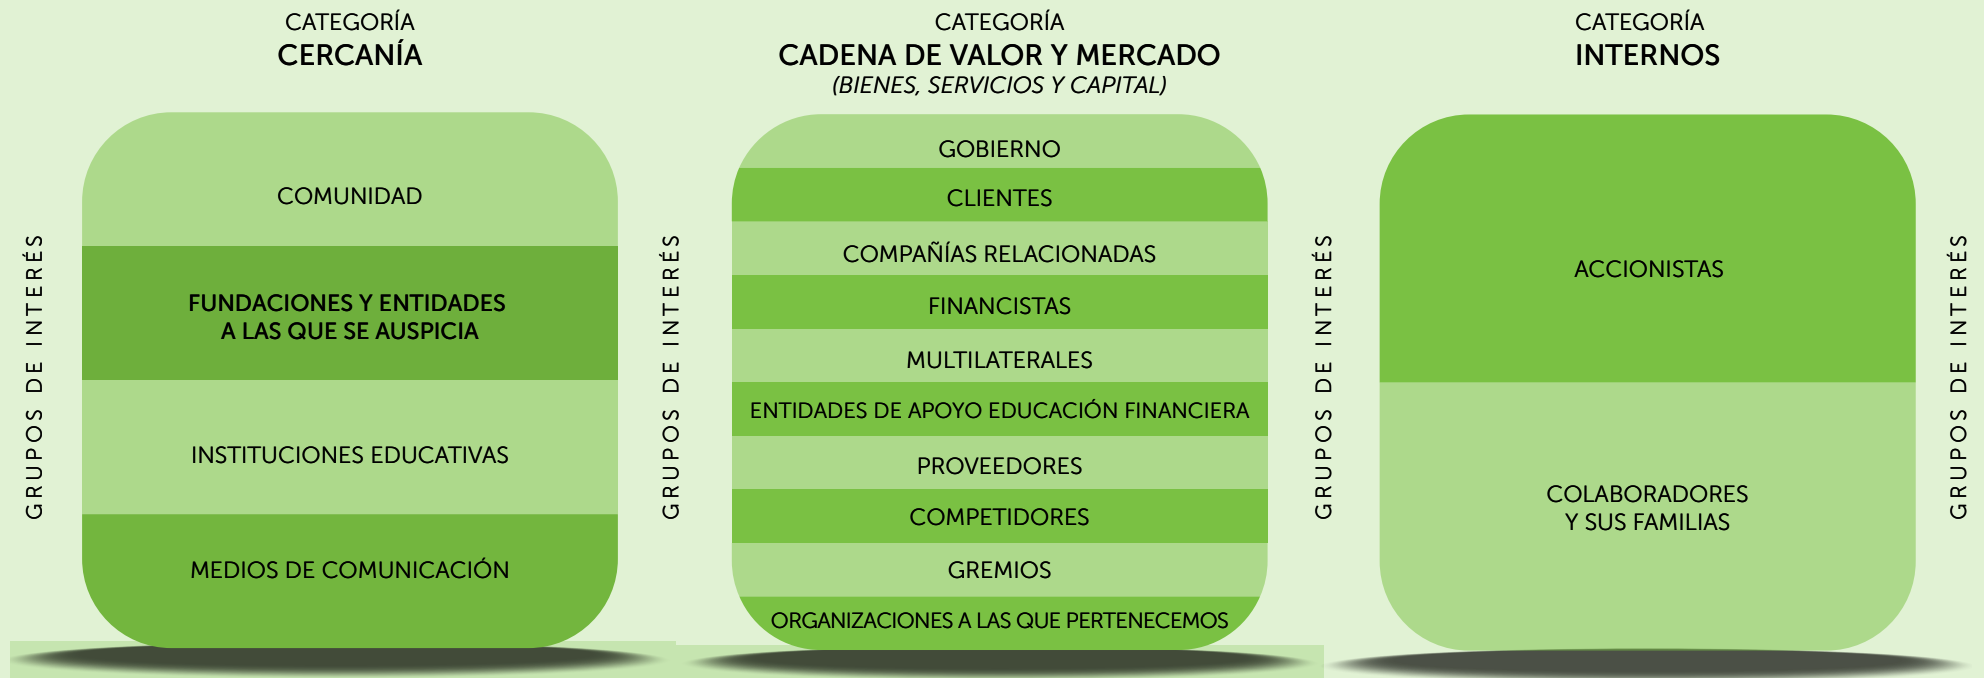 CATEGORÍA
CERCANÍA
GRUPOS DE INTERÉS
COMUNIDAD
FUNDACIONES Y ENTIDADES
A LAS QUE SE AUSPICIA
INSTITUCIONES EDUCATIVAS
MEDIOS DE COMUNICACIÓN
CATEGORÍA
CADENA DE VALOR Y MERCADO
(BIENES, SERVICIOS Y CAPITAL)
GRUPOS DE INTERÉS
GOBIERNO
CLIENTES
COMPAÑÍAS RELACIONADAS
FINANCISTAS
MULTILATERALES
ENTIDADES DE APOYO EDUCACIÓN FINANCIERA
PROVEEDORES
COMPETIDORES
GREMIOS
ORGANIZACIONES A LAS QUE PERTENECEMOS
CATEGORÍA
INTERNOS
GRUPOS DE INTERÉS
ACCIONISTAS
COLABORADORES
Y SUS FAMILIAS
GRUPOS DE INTERÉS